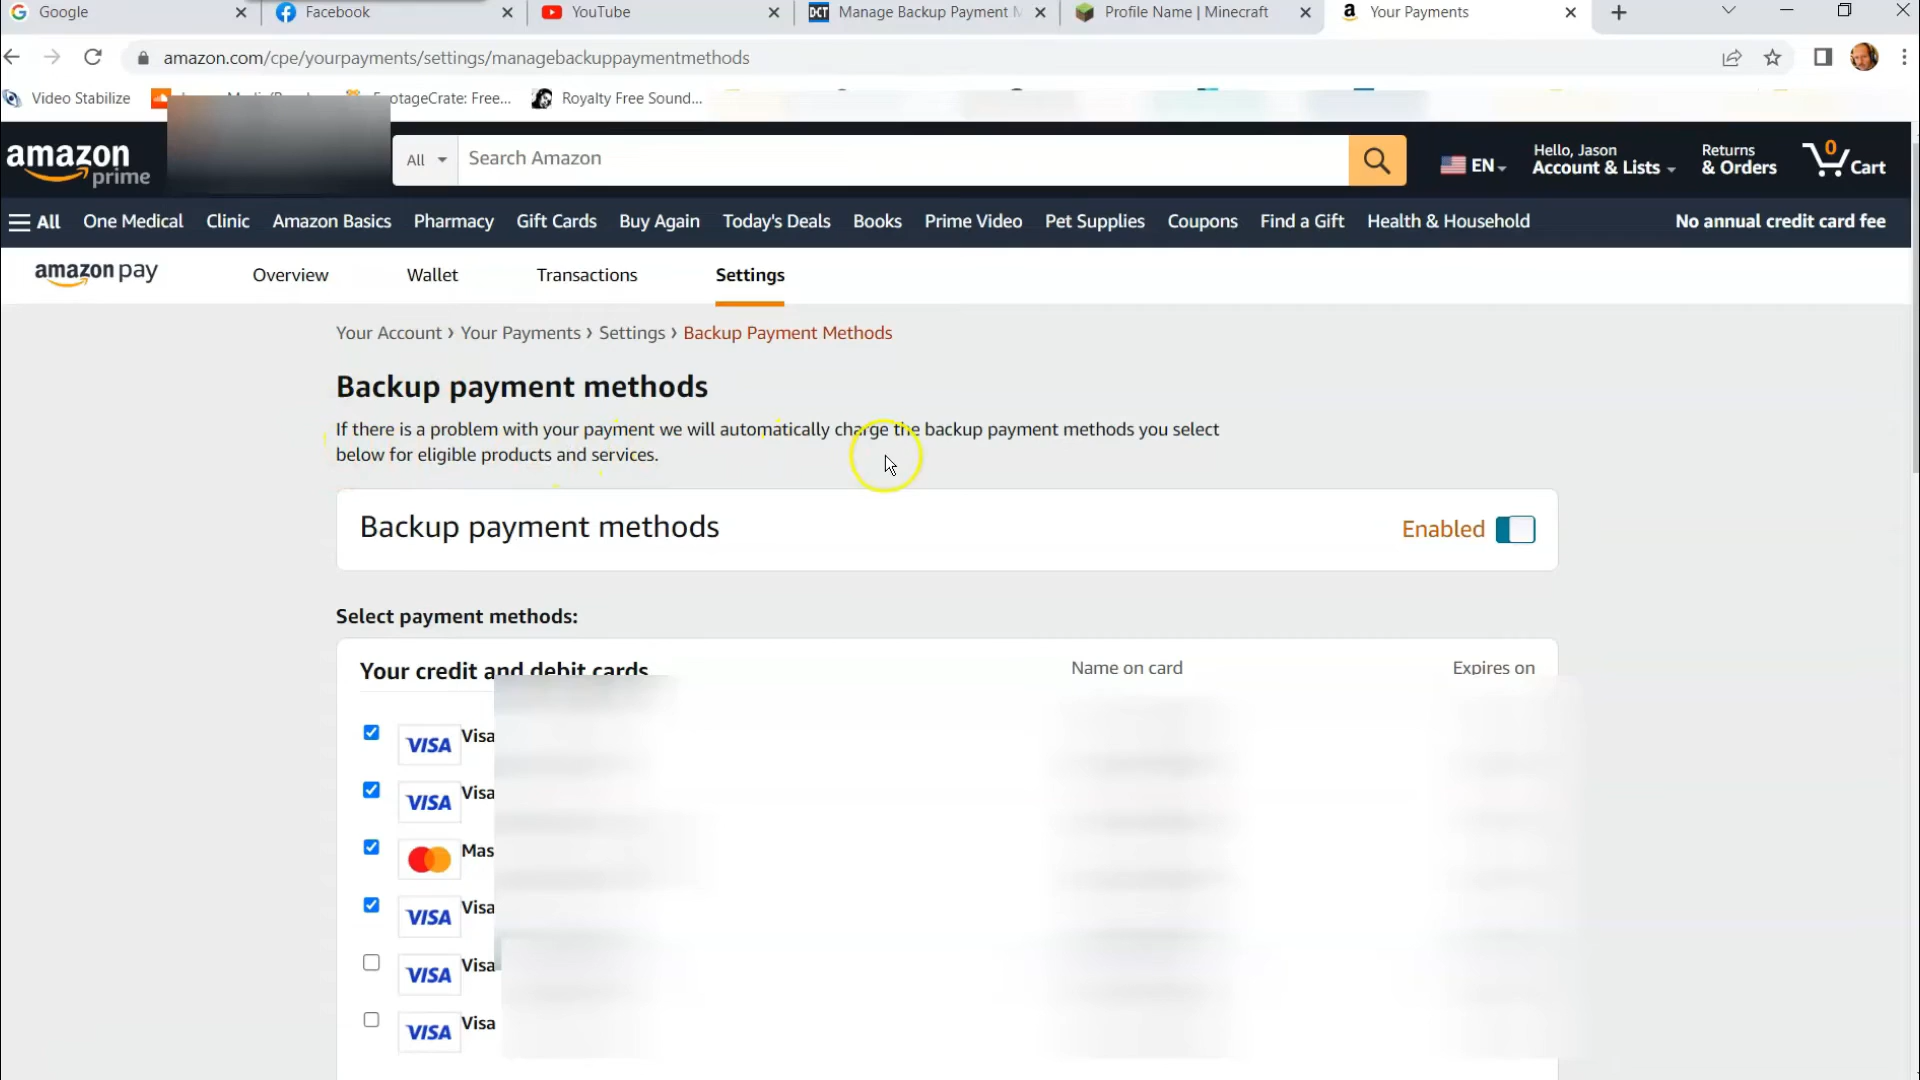 Google
Facebook
YouTube
Manage Backup Payment M
Profile Name | Minecraft
Your Payments
amazon.com/cpe/yourpayments/settings/managebackuppaymentmethods
Video Stabilize
ootageCrate: Free...
Royalty Free Sound...
amazon prime
All
Search Amazon
EN
Hello, Jason
Account & Lists
Returns
& Orders
0
Cart
All
One Medical
Clinic
Amazon Basics
Pharmacy
Gift Cards
Buy Again
Today's Deals
Books
Prime Video
Pet Supplies
Coupons
Find a Gift
Health & Household
No annual credit card fee
amazon pay
Overview
Wallet
Transactions
Settings
Your Account › Your Payments › Settings › Backup Payment Methods
Backup payment methods
If there is a problem with your payment we will automatically charge the backup payment methods you select
below for eligible products and services.
Backup payment methods
Enabled
Select payment methods:
Your credit and debit cards
Name on card
Expires on
VISA Visa
VISA Visa
Mas
VISA Visa
VISA Visa
VISA Visa